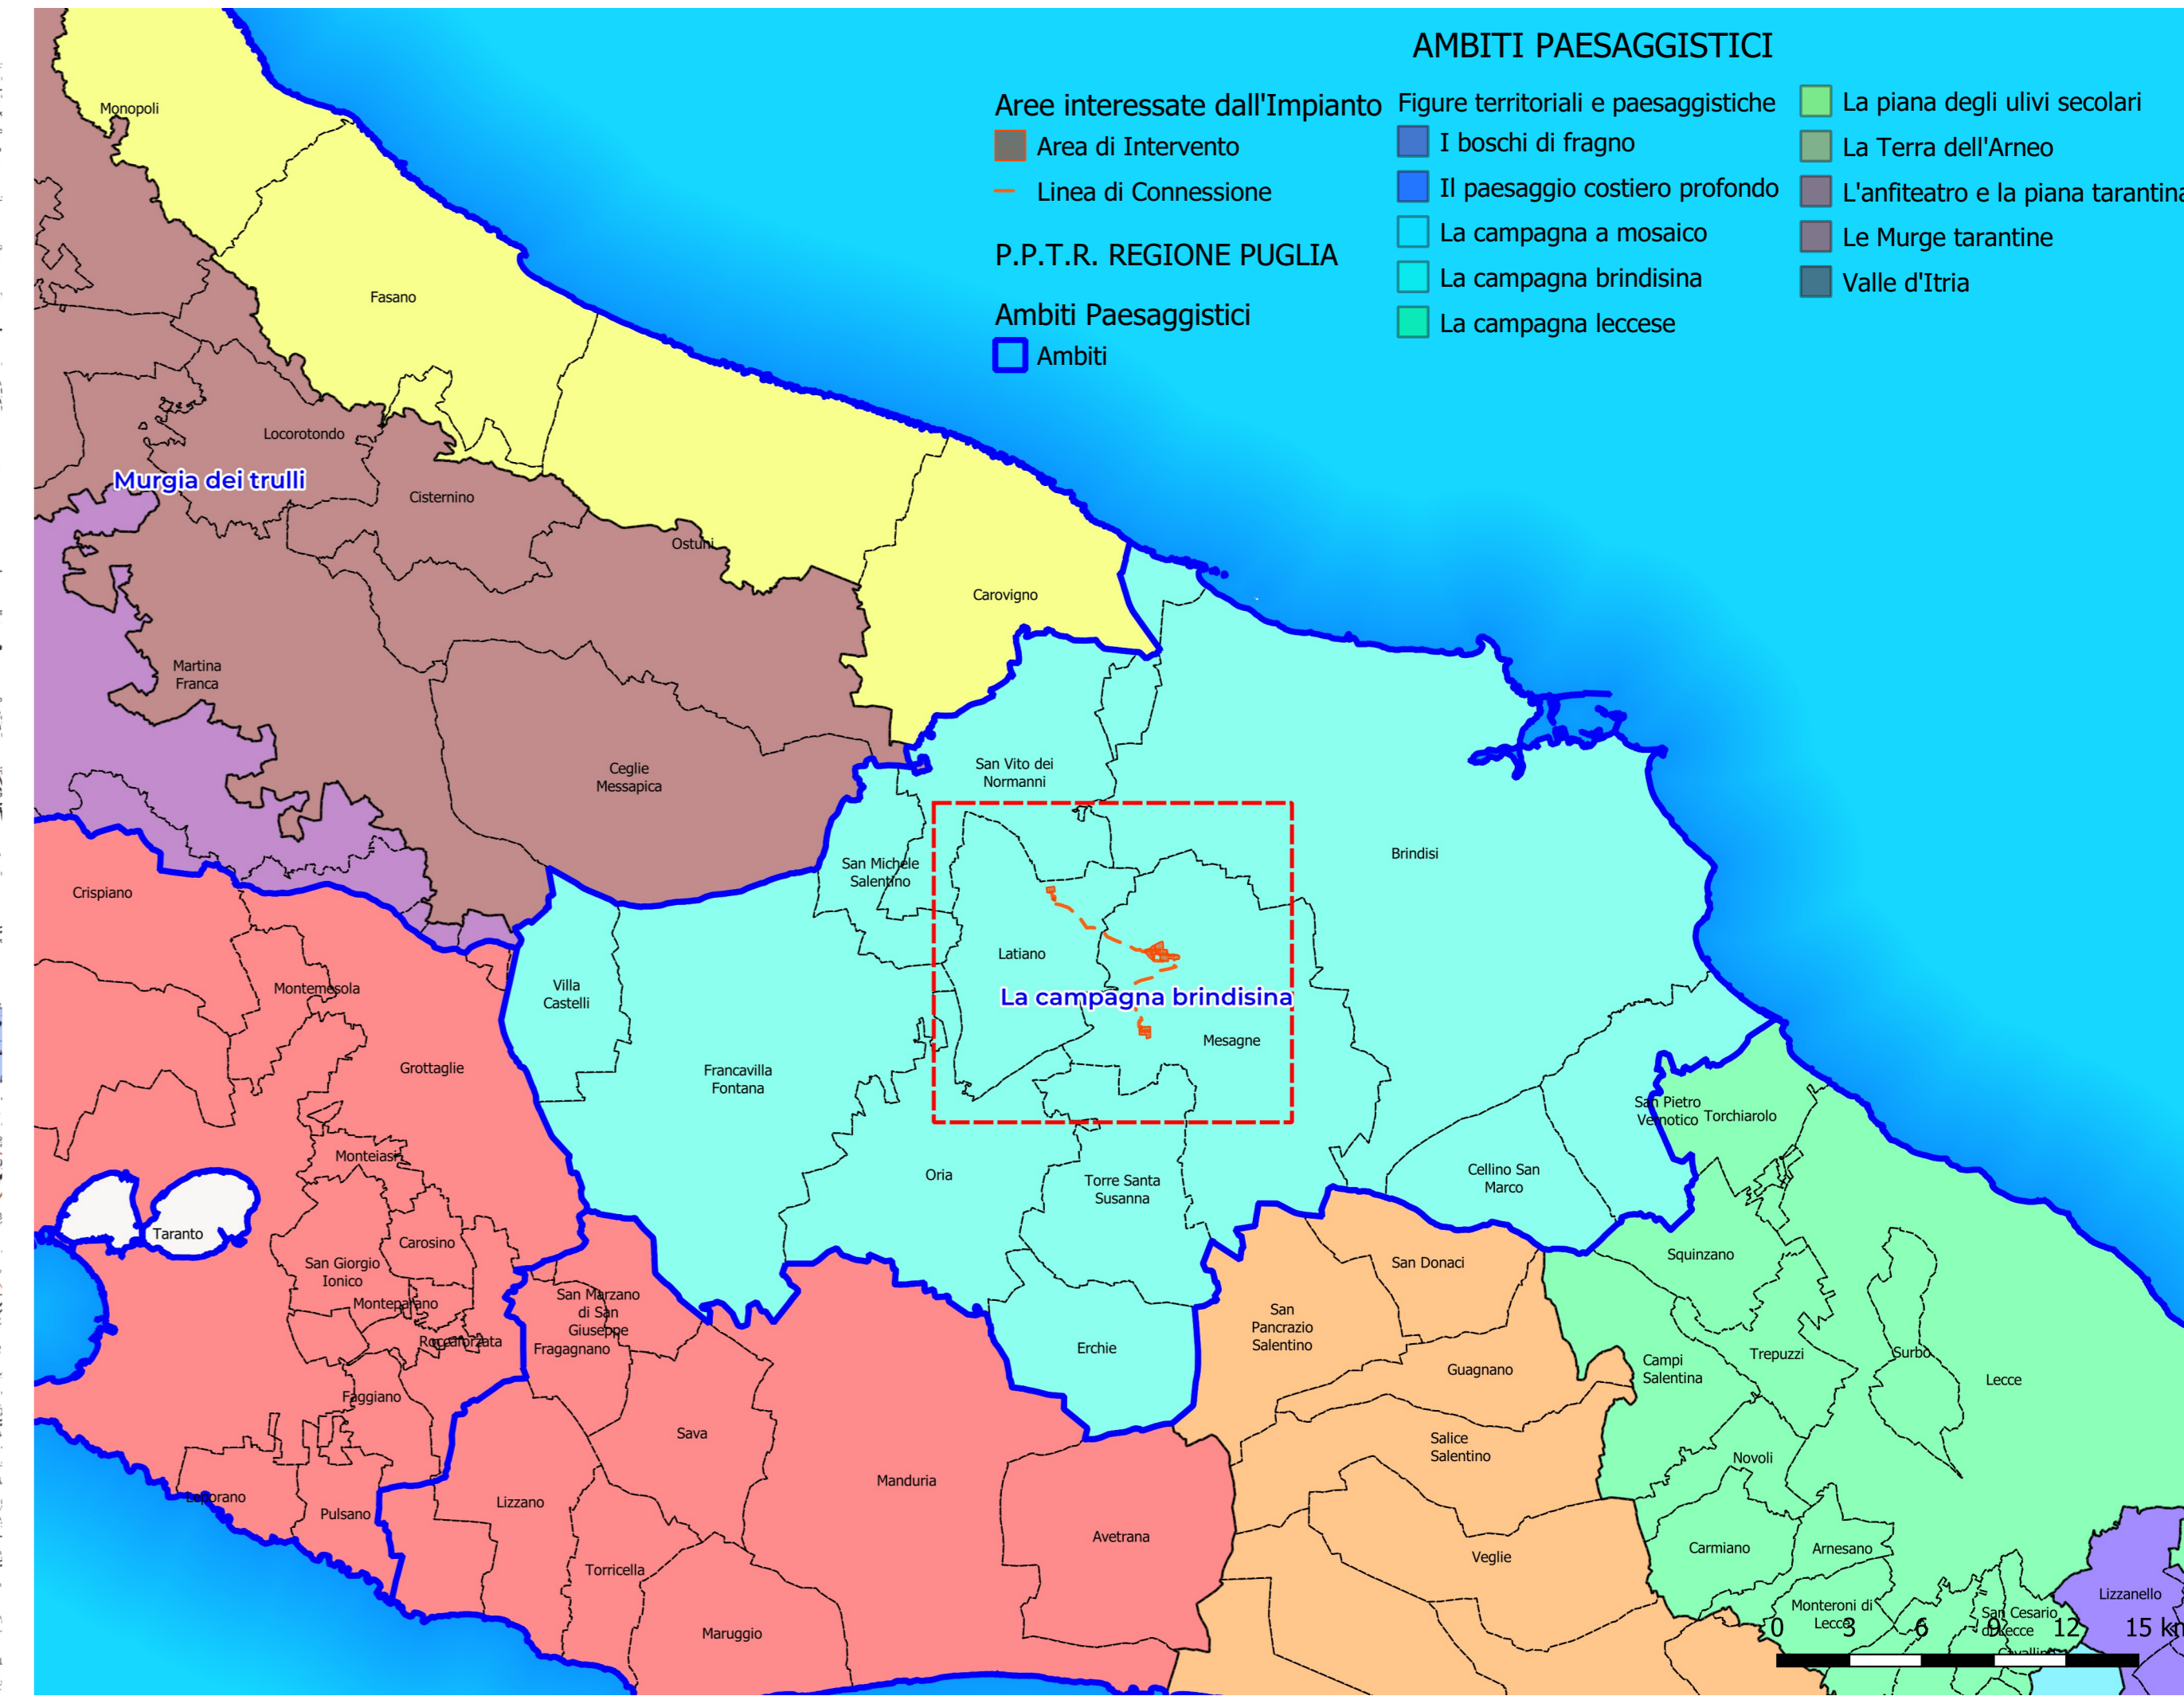 AMBITI PAESAGGISTICI
Aree interessate dall'Impianto
Area di Intervento
Linea di Connessione
P.P.T.R. REGIONE PUGLIA
Ambiti Paesaggistici
Ambiti
Figure territoriali e paesaggistiche
I boschi di fragno
Il paesaggio costiero profondo
La campagna a mosaico
La campagna brindisina
La campagna leccese
La piana degli ulivi secolari
La Terra dell'Arneo
L'anfiteatro e la piana tarantina
Le Murge tarantine
Valle d'Itria
Monopoli
Fasano
Locorotondo
Murgia dei trulli
Cisternino
Ostuni
Carovigno
Martina
Franca
Ceglie
Messapica
San Vito dei
Normanni
San Michele
Salentino
Brindisi
Crispiano
Latiano
Montemesola
Villa
Castelli
La campagna brindisina
Mesagne
Grottaglie
Francavilla
Fontana
San Pietro
Vernotico
Torchiarolo
Monteiasi
Oria
Torre Santa
Susanna
Cellino San
Marco
Taranto
Carosino
San Giorgio
Ionico
Squinzano
San Donaci
Monteparano
San Marzano
di San
Giuseppe
San
Pancrazio
Salentino
Roccaforzata
Fragagnano
Erchie
Guagnano
Campi
Salentina
Trepuzzi
Surbo
Lecce
Faggiano
Sava
Salice
Salentino
Novoli
Manduria
Leporano
Pulsano
Lizzano
Avetrana
Veglie
Carmiano
Arnesano
Torricella
Lizzanello
Maruggio
Monteroni di
Lecce
San Cesario
di Lecce
Cavallino
0 3 6 9 12 15 km